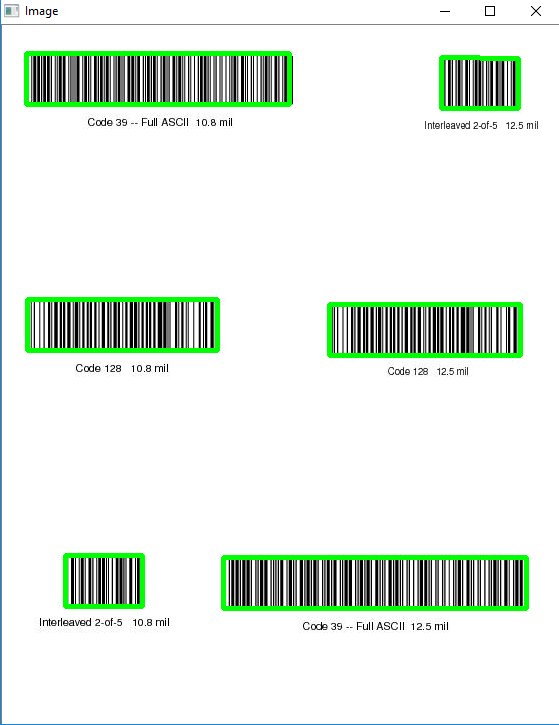 Image
Code 39 -- Full ASCII 10.8 mil
Interleaved 2-of-5 12.5 mil
Code 128 10.8 mil
Code 128 12.5 mil
Interleaved 2-of-5 10.8 mil
Code 39 -- Full ASCII 12.5 mil